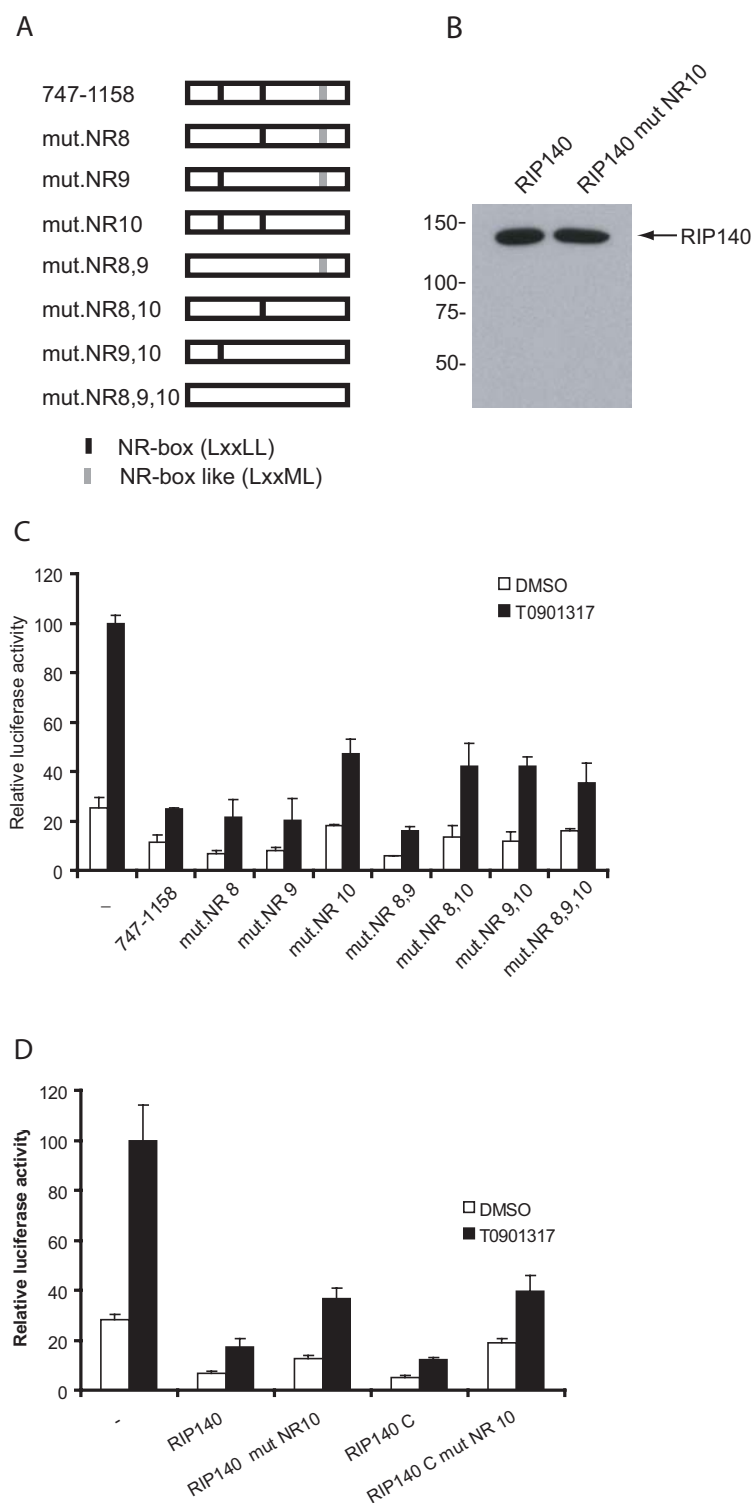 A
747-1158
mut.NR8
mut.NR9
mut.NR10
mut.NR8,9
mut.NR8,10
mut.NR9,10
mut.NR8,9,10
NR-box (LxxLL)
NR-box like (LxxML)
B
RIP140
RIP140 mut NR10
150-
100-
75-
50-
RIP140
C
Relative luciferase activity
120
100
80
60
40
20
0
DMSO
T0901317
–
747-1158
mut.NR 8
mut.NR 9
mut.NR 10
mut.NR 8,9
mut.NR 8,10
mut.NR 9,10
mut.NR 8,9,10
D
Relative luciferase activity
120
100
80
60
40
20
0
DMSO
T0901317
-
RIP140
RIP140 mut NR10
RIP140 C
RIP140 C mut NR 10